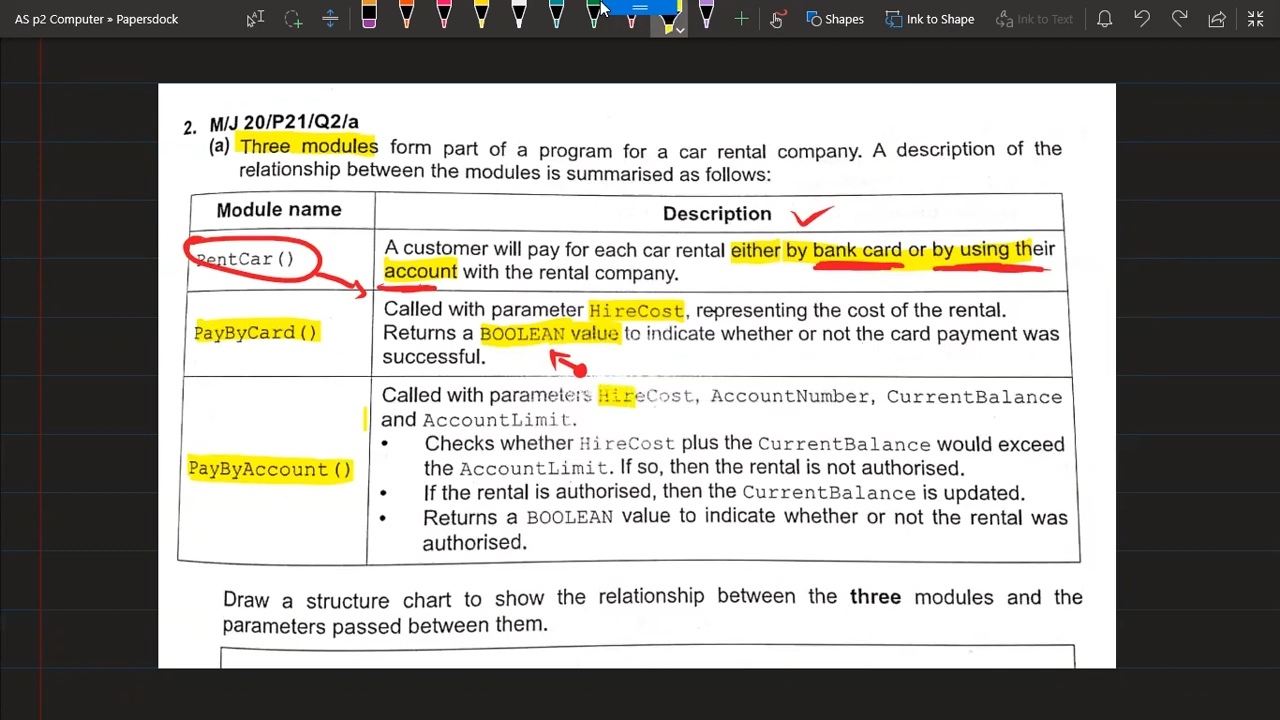 AS p2 Computer » Papersdock
Shapes
Ink to Shape
Ink to Text
2. M/J 20/P21/Q2/a
(a) Three modules form part of a program for a car rental company. A description of the
relationship between the modules is summarised as follows:
Module name
Description
RentCar()
A customer will pay for each car rental either by bank card or by using their
account with the rental company.
PayByCard()
Called with parameter HireCost, representing the cost of the rental.
Returns a BOOLEAN value to indicate whether or not the card payment was
successful.
PayByAccount()
Called with parameters HireCost, AccountNumber, CurrentBalance
and AccountLimit.
• Checks whether HireCost plus the CurrentBalance would exceed
the AccountLimit. If so, then the rental is not authorised.
• If the rental is authorised, then the CurrentBalance is updated.
• Returns a BOOLEAN value to indicate whether or not the rental was
authorised.
Draw a structure chart to show the relationship between the three modules and the
parameters passed between them.